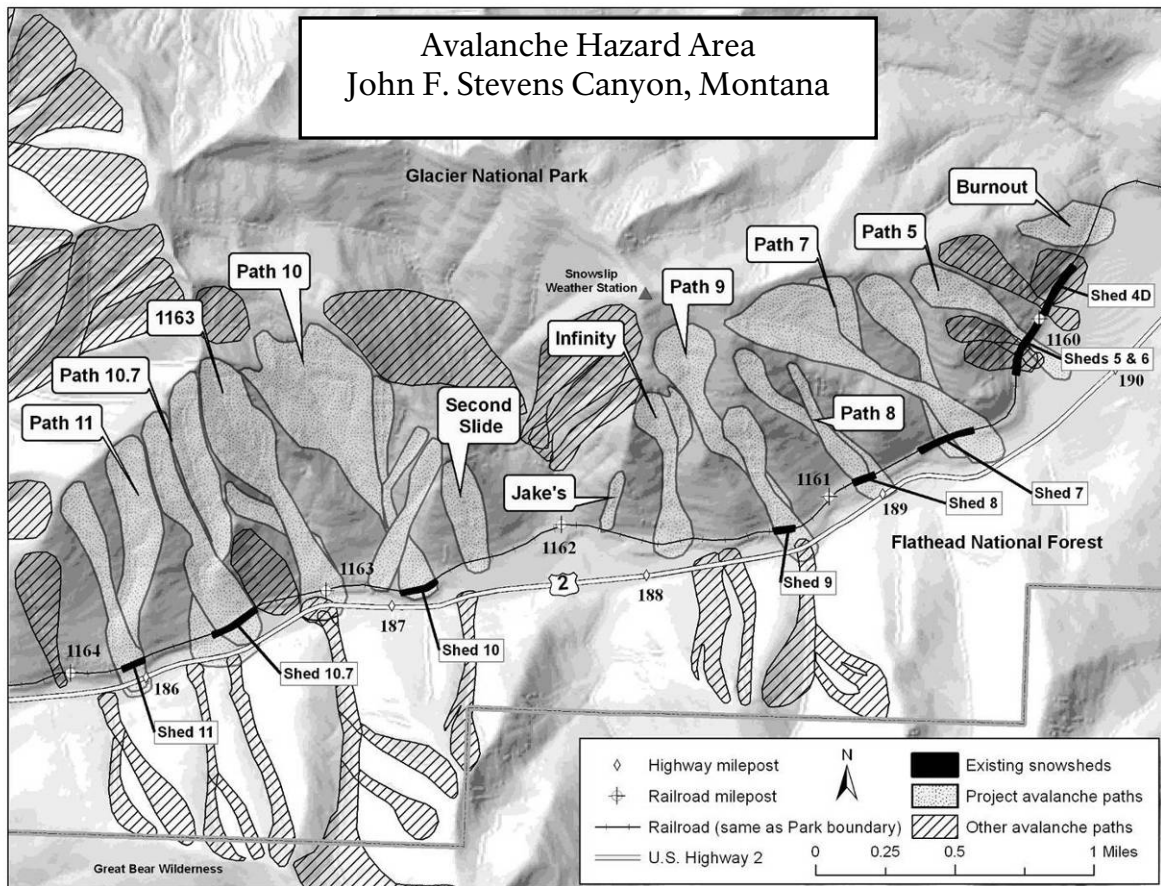 Avalanche Hazard Area
John F. Stevens Canyon, Montana
Glacier National Park
Burnout
Path 5
Path 7
Path 10
Snowslip
Weather Station
Path 9
Shed 4D
1163
Infinity
1160
Sheds 5 & 6
190
Path 10.7
Second
Slide
Path 8
Path 11
Jake's
1161
Shed 7
Shed 8
189
1162
Flathead National Forest
Shed 9
1163
2
188
187
Shed 10
1164
Shed 10.7
186
Shed 11
Highway milepost
Railroad milepost
Railroad (same as Park boundary)
U.S. Highway 2
N
Existing snowsheds
Project avalanche paths
Other avalanche paths
0 0.25 0.5 1 Miles
Great Bear Wilderness